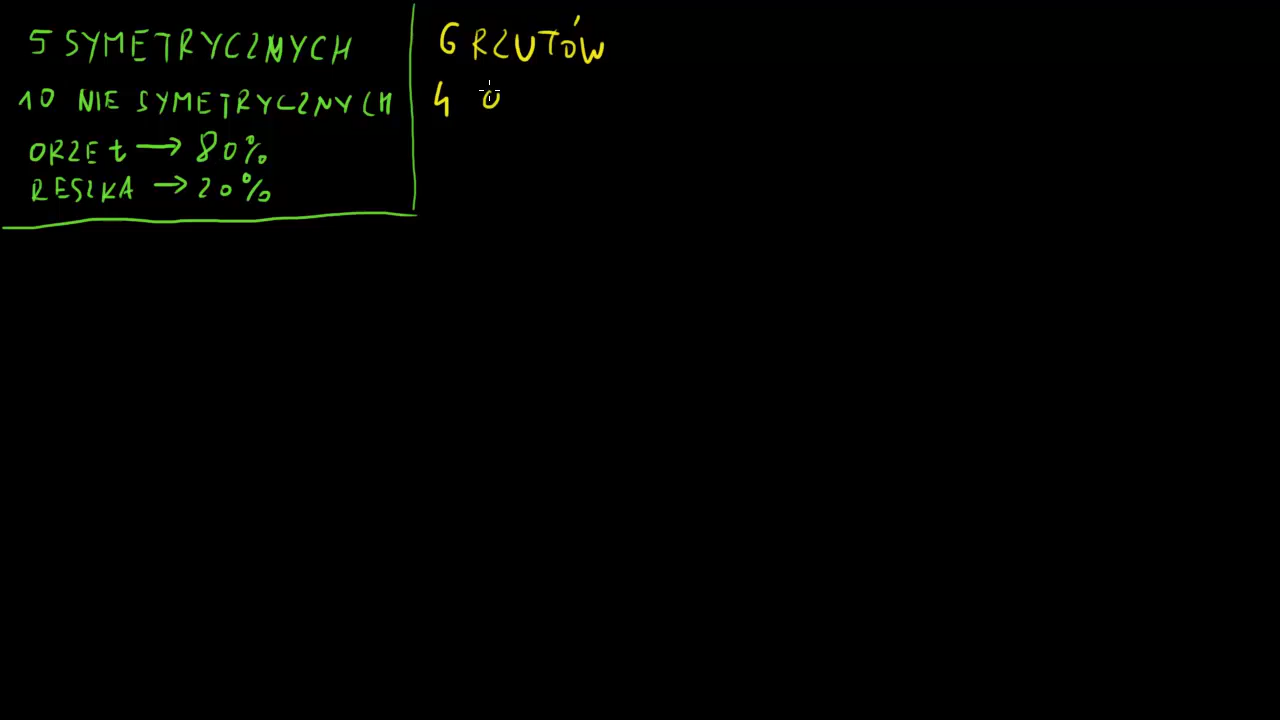 5 SYMETRYCZNYCH
10 NIE SYMETRYCZNYCH
ORZEŁ → 80%
RESZKA → 20%
6 RZUTÓW
4 O